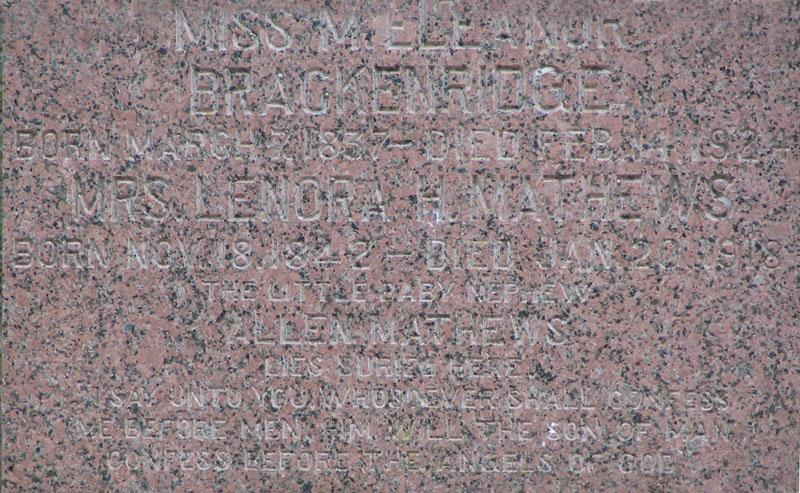 MISS. M. ELEANOR
BRACKENRIDGE
BORN MARCH 7, 1837 – DIED FEB. 14, 1924
MRS. LENORA H. MATHEWS
BORN NOV. 18, 1842 – DIED JAN. 20, 1918
THE LITTLE BABY NEPHEW
ALLEN MATHEWS
LIES BURIED HERE
I SAY UNTO YOU, WHOSOEVER SHALL CONFESS
ME BEFORE MEN, HIM WILL THE SON OF MAN
CONFESS BEFORE THE ANGELS OF GOD